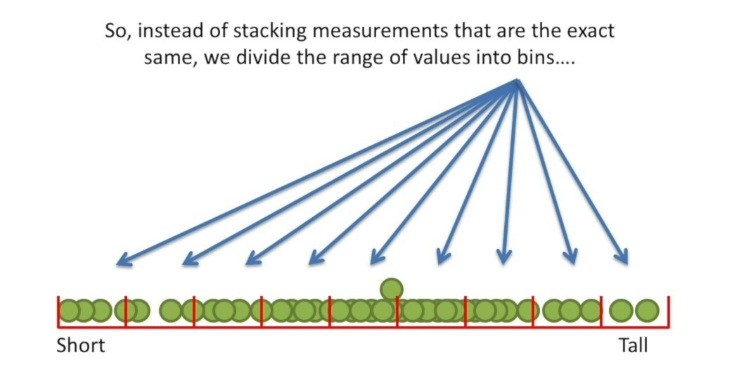 So, instead of stacking measurements that are the exact
same, we divide the range of values into bins....
Short
Tall